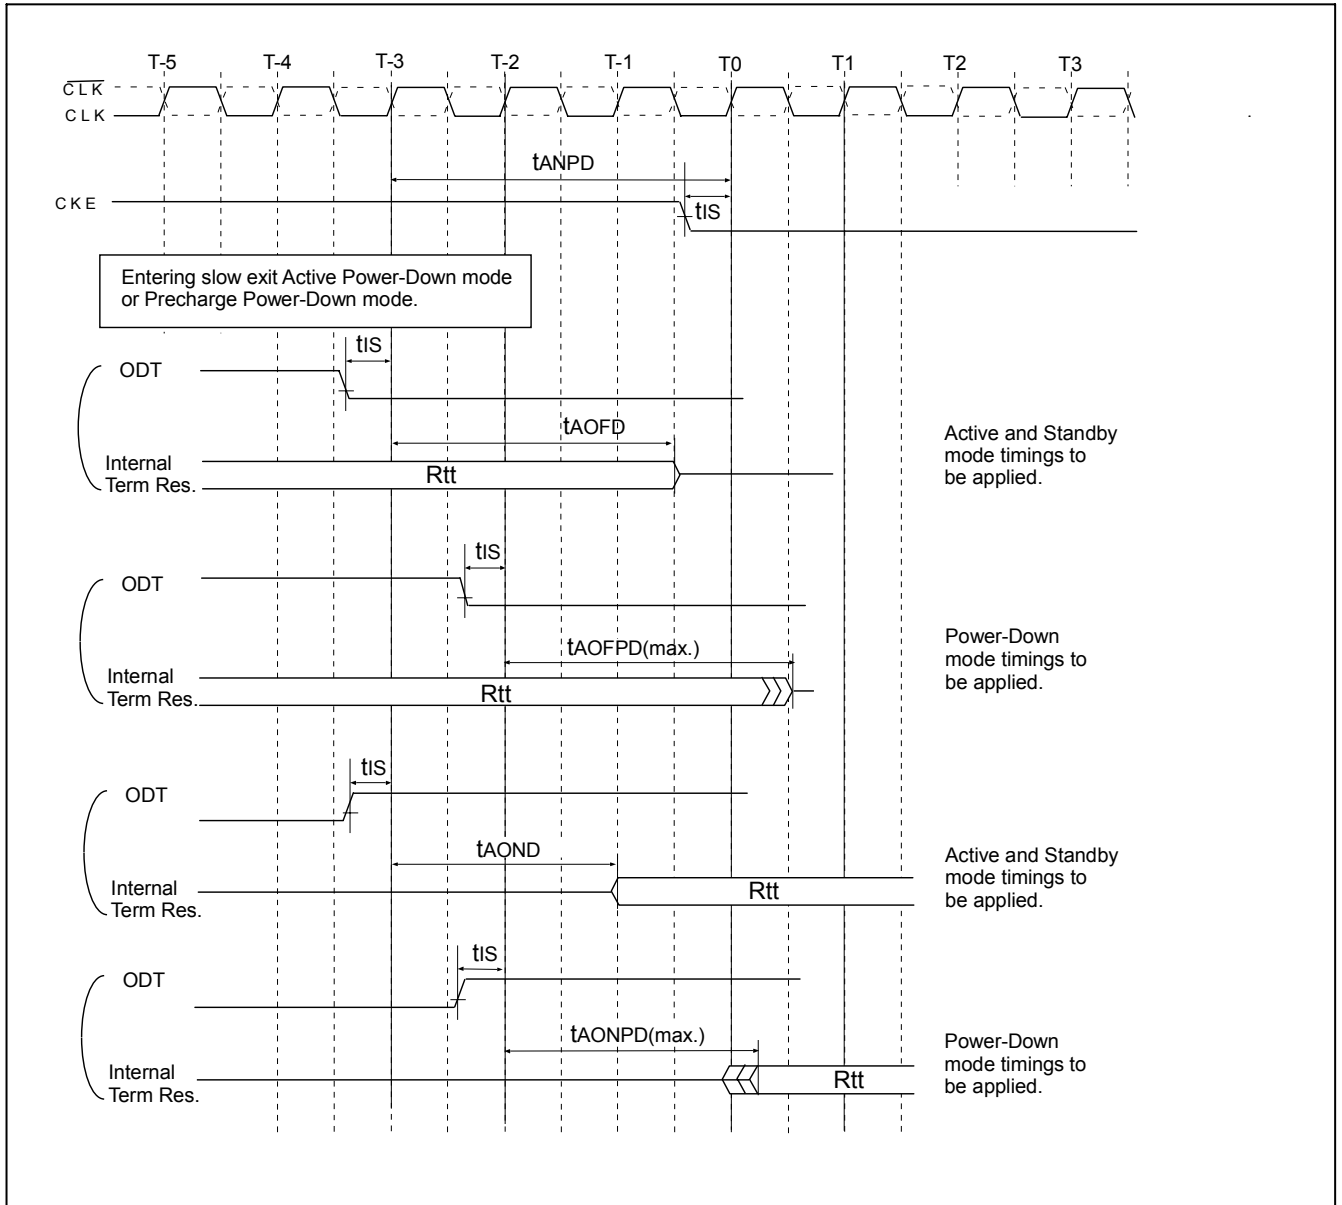 T-5 T-4 T-3 T-2 T-1 T0 T1 T2 T3
CLK
CLK
tANPD
CKE
tIS
Entering slow exit Active Power-Down mode
or Precharge Power-Down mode.
tIS
ODT
tAOFD
Internal
Term Res.
Rtt
Active and Standby
mode timings to
be applied.
tIS
ODT
tAOFPD(max.)
Internal
Term Res.
Rtt
Power-Down
mode timings to
be applied.
tIS
ODT
tAOND
Internal
Term Res.
Rtt
Active and Standby
mode timings to
be applied.
tIS
ODT
tAONPD(max.)
Internal
Term Res.
Rtt
Power-Down
mode timings to
be applied.